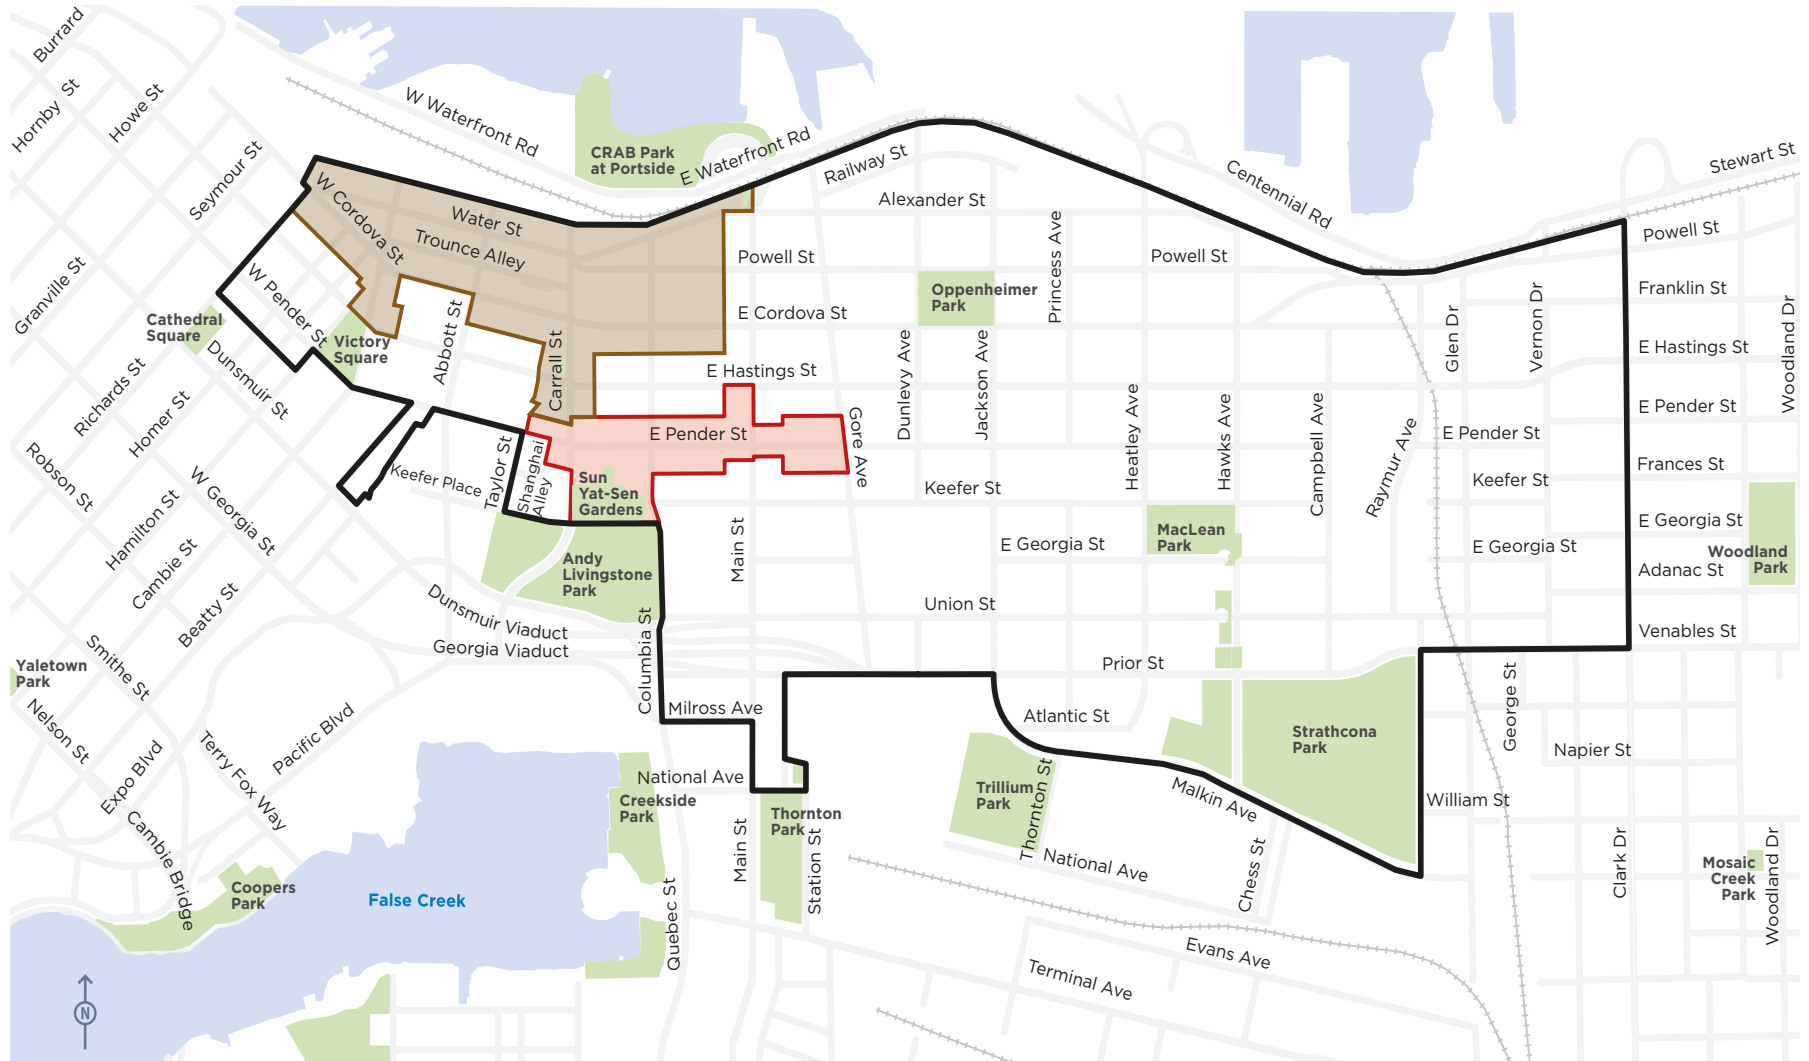 Burrard
Hornby St
Howe St
Seymour St
Granville St
W Waterfront Rd
CRAB Park
at Portside
E Waterfront Rd
Railway St
Alexander St
Centennial Rd
Stewart St
Powell St
W Cordova St
Water St
Trounce Alley
Powell St
Princess Ave
Powell St
W Pender St
Cathedral
Square
Victory
Square
Abbott St
Carrall St
E Cordova St
Oppenheimer
Park
Glen Dr
Vernon Dr
Franklin St
Woodland Dr
Richards St
Dunsmuir St
Homer St
E Hastings St
Dunlevy Ave
Jackson Ave
E Hastings St
Heatley Ave
Hawks Ave
Campbell Ave
Raymur Ave
E Pender St
E Pender St
Gore Ave
E Pender St
Frances St
Robson St
Hamilton St
W Georgia St
Keefer Place
Taylor St
Shanghai
Alley
Sun
Yat-Sen
Gardens
Keefer St
Keefer St
E Georgia St
Cambie St
Beatty St
Main St
MacLean
Park
E Georgia St
E Georgia St
Woodland
Park
Adanac St
Andy
Livingstone
Park
Dunsmuir Viaduct
Georgia Viaduct
Columbia St
Union St
Venables St
Smithe St
Yaletown
Park
Nelson St
Prior St
George St
Milross Ave
Atlantic St
Strathcona
Park
Napier St
Expo Blvd
Terry Fox Way
Pacific Blvd
National Ave
Creekside
Park
Thornton
Park
Trillium
Park
Thornton St
Malkin Ave
William St
Cambie Bridge
Coopers
Park
False Creek
Quebec St
Main St
Station St
National Ave
Chess St
Clark Dr
Mosaic
Creek
Park
Woodland Dr
Evans Ave
Terminal Ave
N